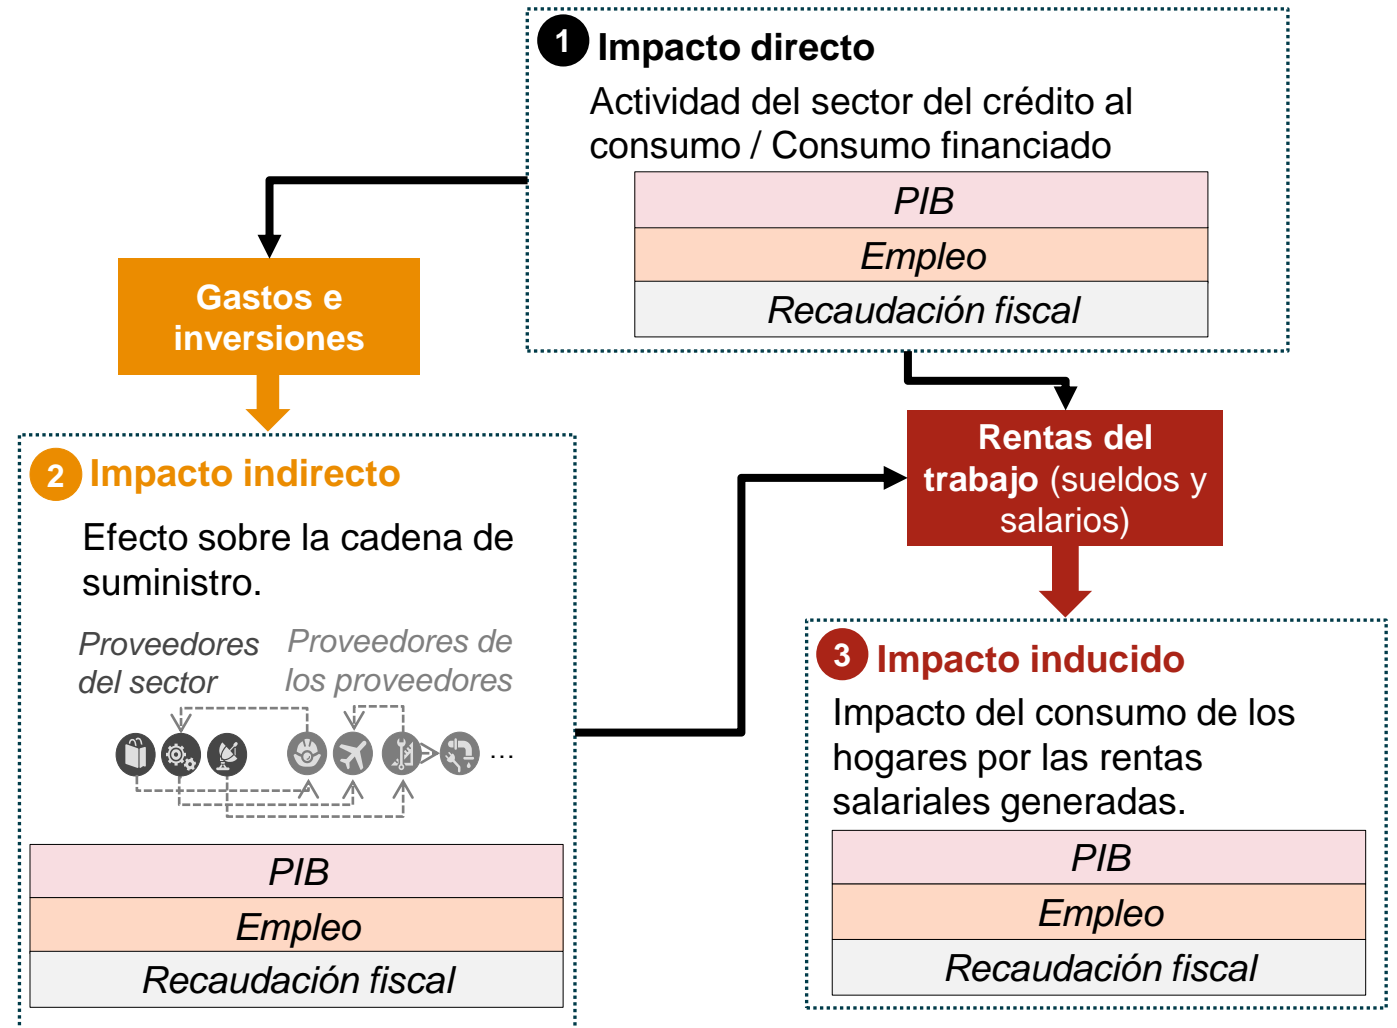 1 Impacto directo
Actividad del sector del crédito al
consumo / Consumo financiado
PIB
Empleo
Recaudación fiscal
Gastos e
inversiones
2 Impacto indirecto
Efecto sobre la cadena de
suministro.
Proveedores
del sector
Proveedores de
los proveedores
...
PIB
Empleo
Recaudación fiscal
Rentas del
trabajo (sueldos y
salarios)
3 Impacto inducido
Impacto del consumo de los
hogares por las rentas
salariales generadas.
PIB
Empleo
Recaudación fiscal